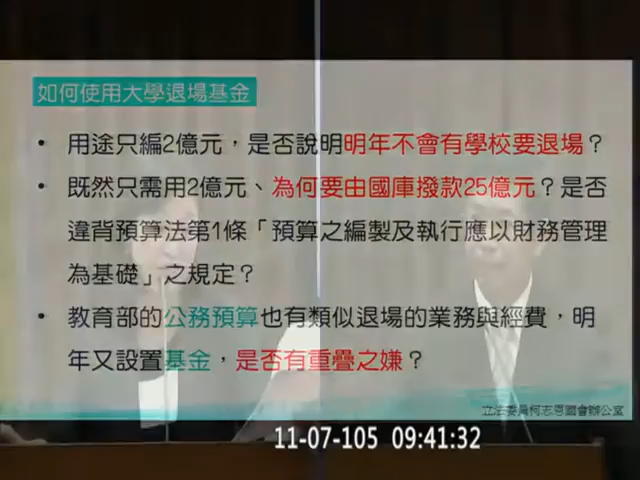 如何使用大學退場基金
• 用途只編2億元，是否說明明年不會有學校要退場？
• 既然只需用2億元、為何要由國庫撥款25億元？是否
違背預算法第1條「預算之編製及執行應以財務管理
為基礎」之規定？
• 教育部的公務預算也有類似退場的業務與經費，明
年又設置基金，是否有重疊之嫌？
立法委員柯志恩國會辦公室
11-07-105 09:41:32